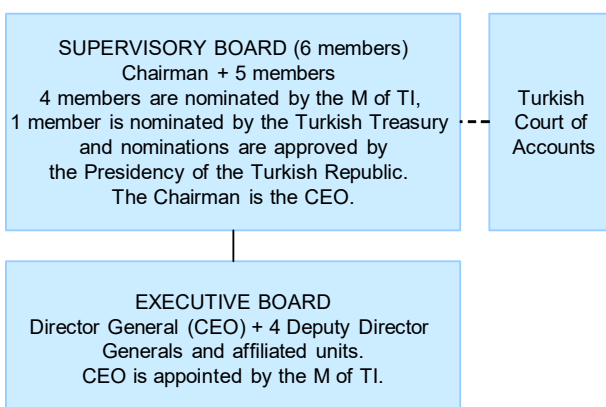 SUPERVISORY BOARD (6 members)
Chairman + 5 members
4 members are nominated by the M of TI,
1 member is nominated by the Turkish Treasury
and nominations are approved by
the Presidency of the Turkish Republic.
The Chairman is the CEO.
Turkish
Court of
Accounts
EXECUTIVE BOARD
Director General (CEO) + 4 Deputy Director
Generals and affiliated units.
CEO is appointed by the M of TI.